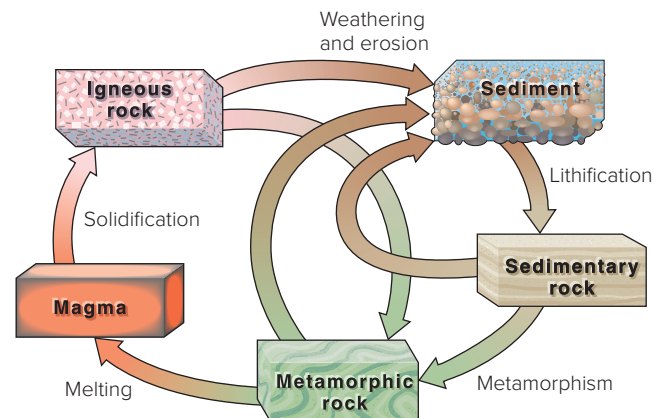 Weathering
and erosion
Igneous
rock
Sediment
Lithification
Solidification
Sedimentary
rock
Magma
Metamorphic
rock
Melting
Metamorphism